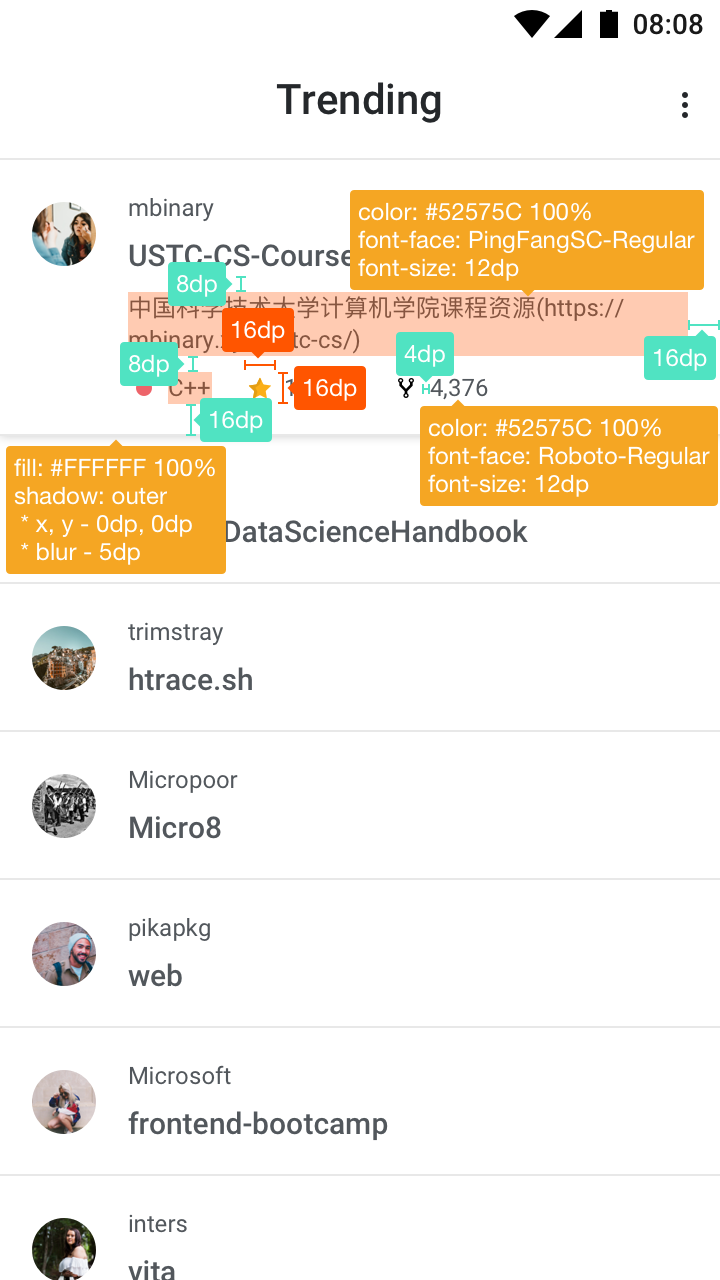 08:08
Trending
mbinary
USTC-CS-Course
color: #52575C 100%
font-face: PingFangSC-Regular
font-size: 12dp
8dp
中国科学技术大学计算机学院课程资源(https://
mbinary. tc-cs/)
16dp
16dp
8dp
4dp
C++
16dp
4,376
16dp
color: #52575C 100%
font-face: Roboto-Regular
font-size: 12dp
fill: #FFFFFF 100%
shadow: outer
* x, y - 0dp, 0dp
* blur - 5dp
DataScienceHandbook
trimstray
htrace.sh
Micropoor
Micro8
pikapkg
web
Microsoft
frontend-bootcamp
inters
vita